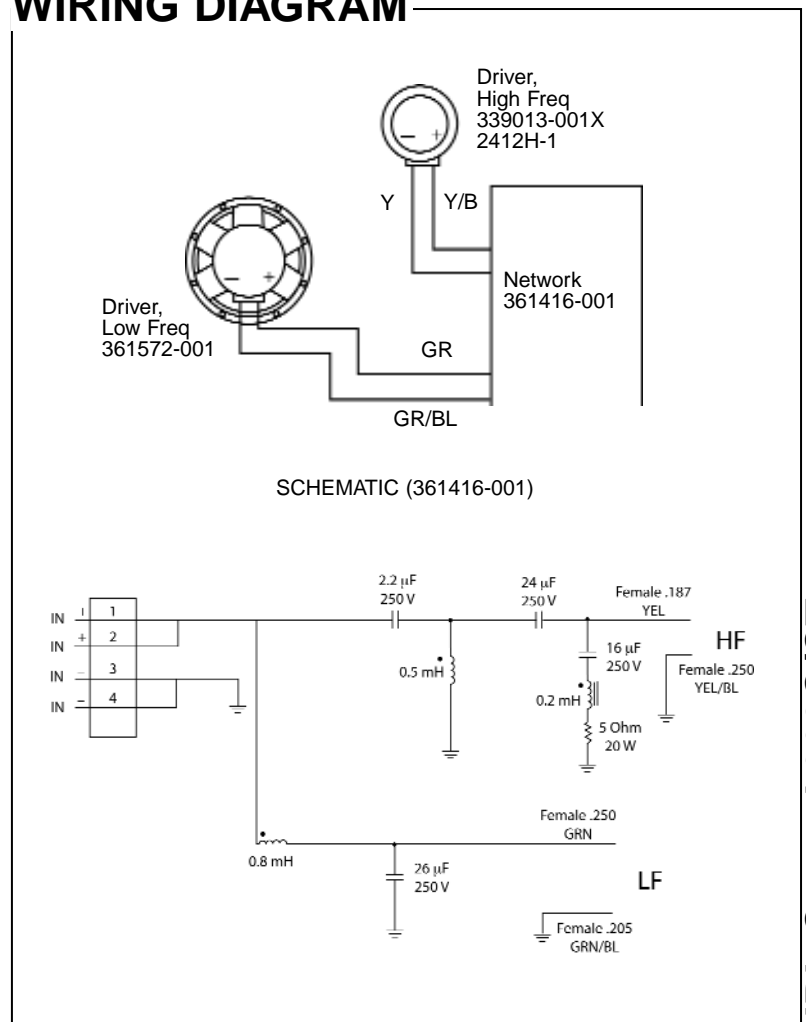 WIRING DIAGRAM
Driver,
High Freq
339013-001X
2412H-1
− +
Y Y/B
Network
361416-001
− +
Driver,
Low Freq
361572-001
GR
GR/BL
SCHEMATIC (361416-001)
2.2 µF
250 V
24 µF
250 V
Female .187
YEL
IN 1
IN + 2
IN − 3
IN − 4
0.5 mH
16 µF
250 V
0.2 mH
5 Ohm
20 W
HF
Female .250
YEL/BL
Female .250
GRN
0.8 mH
26 µF
250 V
LF
Female .205
GRN/BL